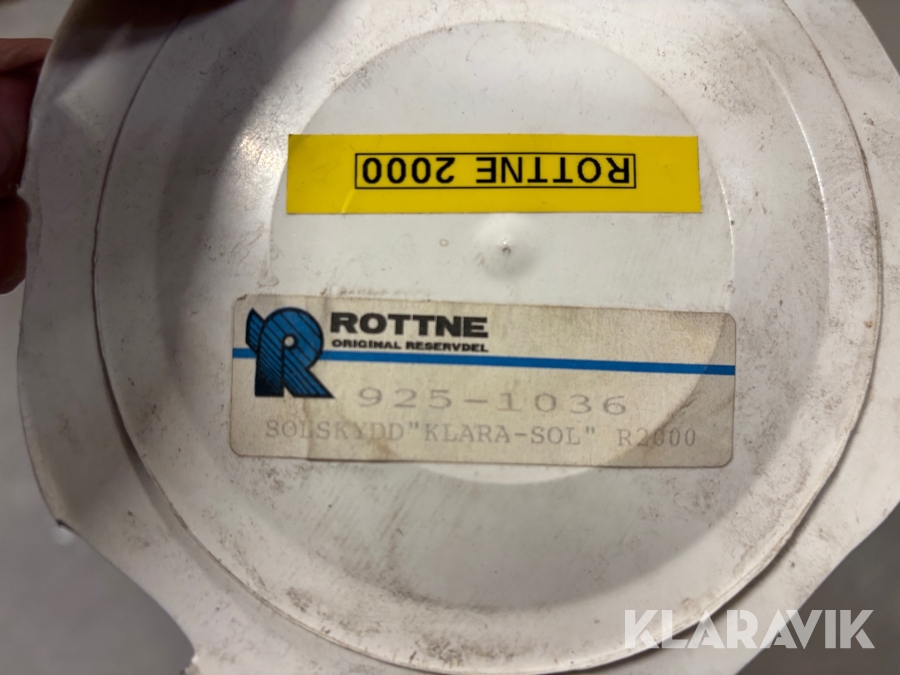 ROTTNE 2000
ROTTNE
ORIGINAL RESERVDEL
925-1036
SOLSKYDD"KLARA-SOL" R2000
KLARAVIK